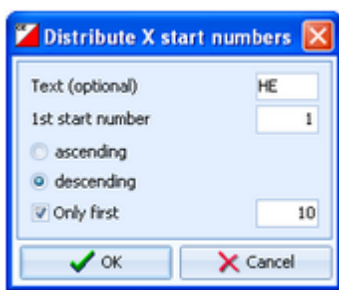 Distribute X start numbers
Text (optional) HE
1st start number 1
ascending
descending
Only first 10
OK Cancel